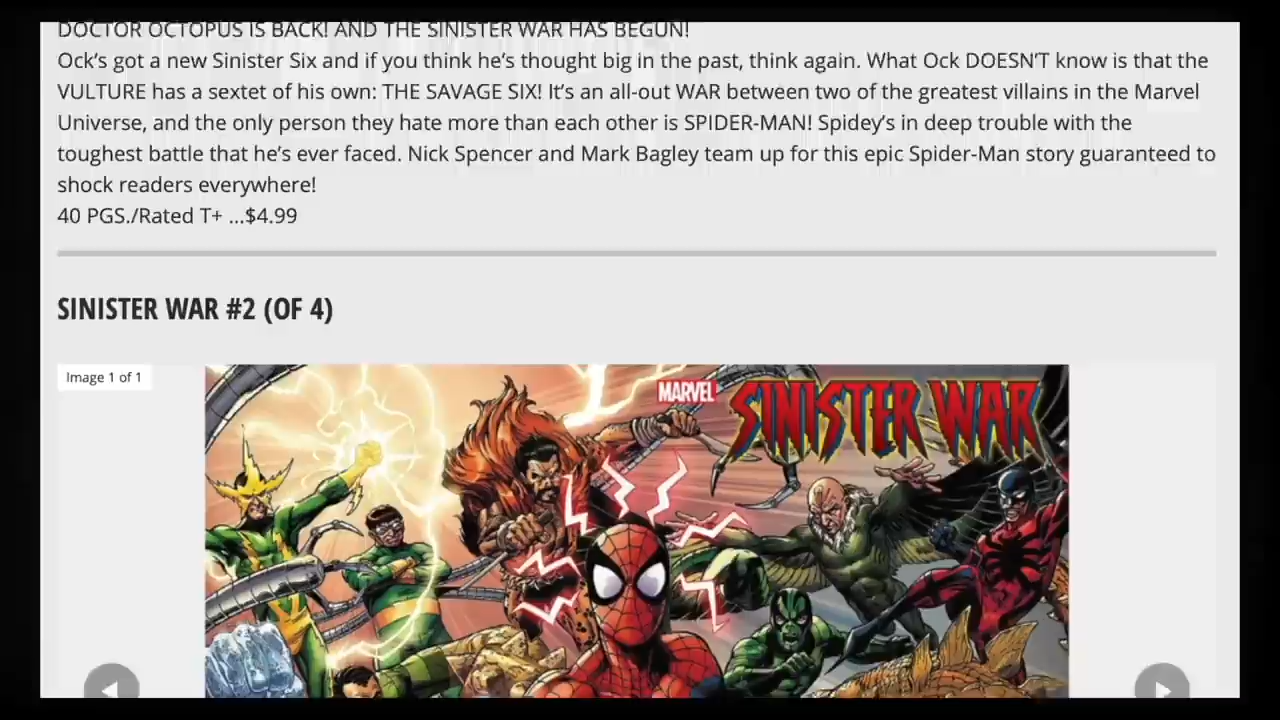 DOCTOR OCTOPUS IS BACK! AND THE SINISTER WAR HAS BEGUN!
Ock’s got a new Sinister Six and if you think he’s thought big in the past, think again. What Ock DOESN’T know is that the
VULTURE has a sextet of his own: THE SAVAGE SIX! It’s an all-out WAR between two of the greatest villains in the Marvel
Universe, and the only person they hate more than each other is SPIDER-MAN! Spidey’s in deep trouble with the
toughest battle that he’s ever faced. Nick Spencer and Mark Bagley team up for this epic Spider-Man story guaranteed to
shock readers everywhere!
40 PGS./Rated T+ ...$4.99
SINISTER WAR #2 (OF 4)
Image 1 of 1
MARVEL
SINISTER WAR